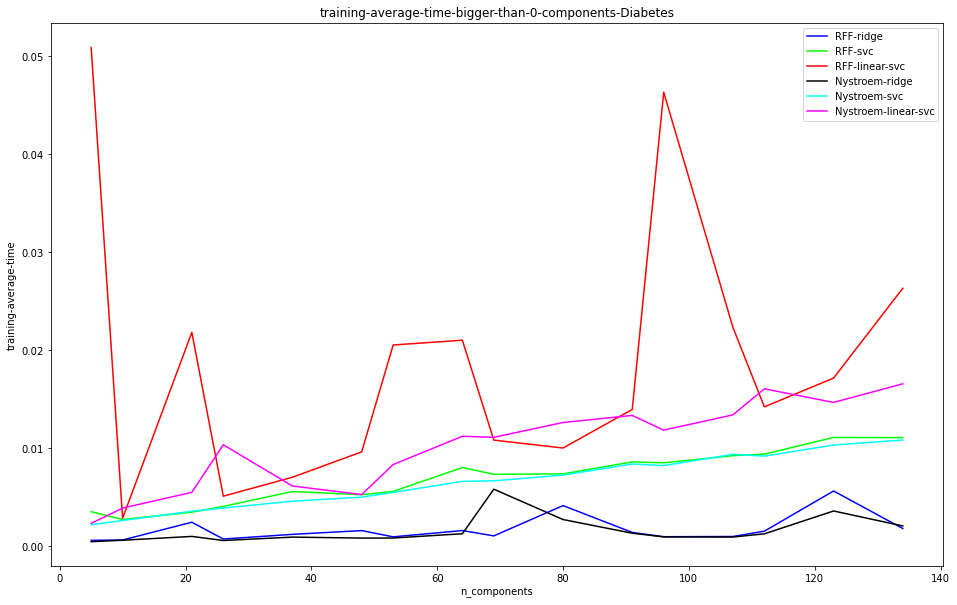 training-average-time-bigger-than-0-components-Diabetes
RFF-ridge
RFF-svc
RFF-linear-svc
Nystroem-ridge
Nystroem-svc
Nystroem-linear-svc
0.05
0.04
0.03
0.02
0.01
0.00
training-average-time
0 20 40 60 80 100 120 140
n_components